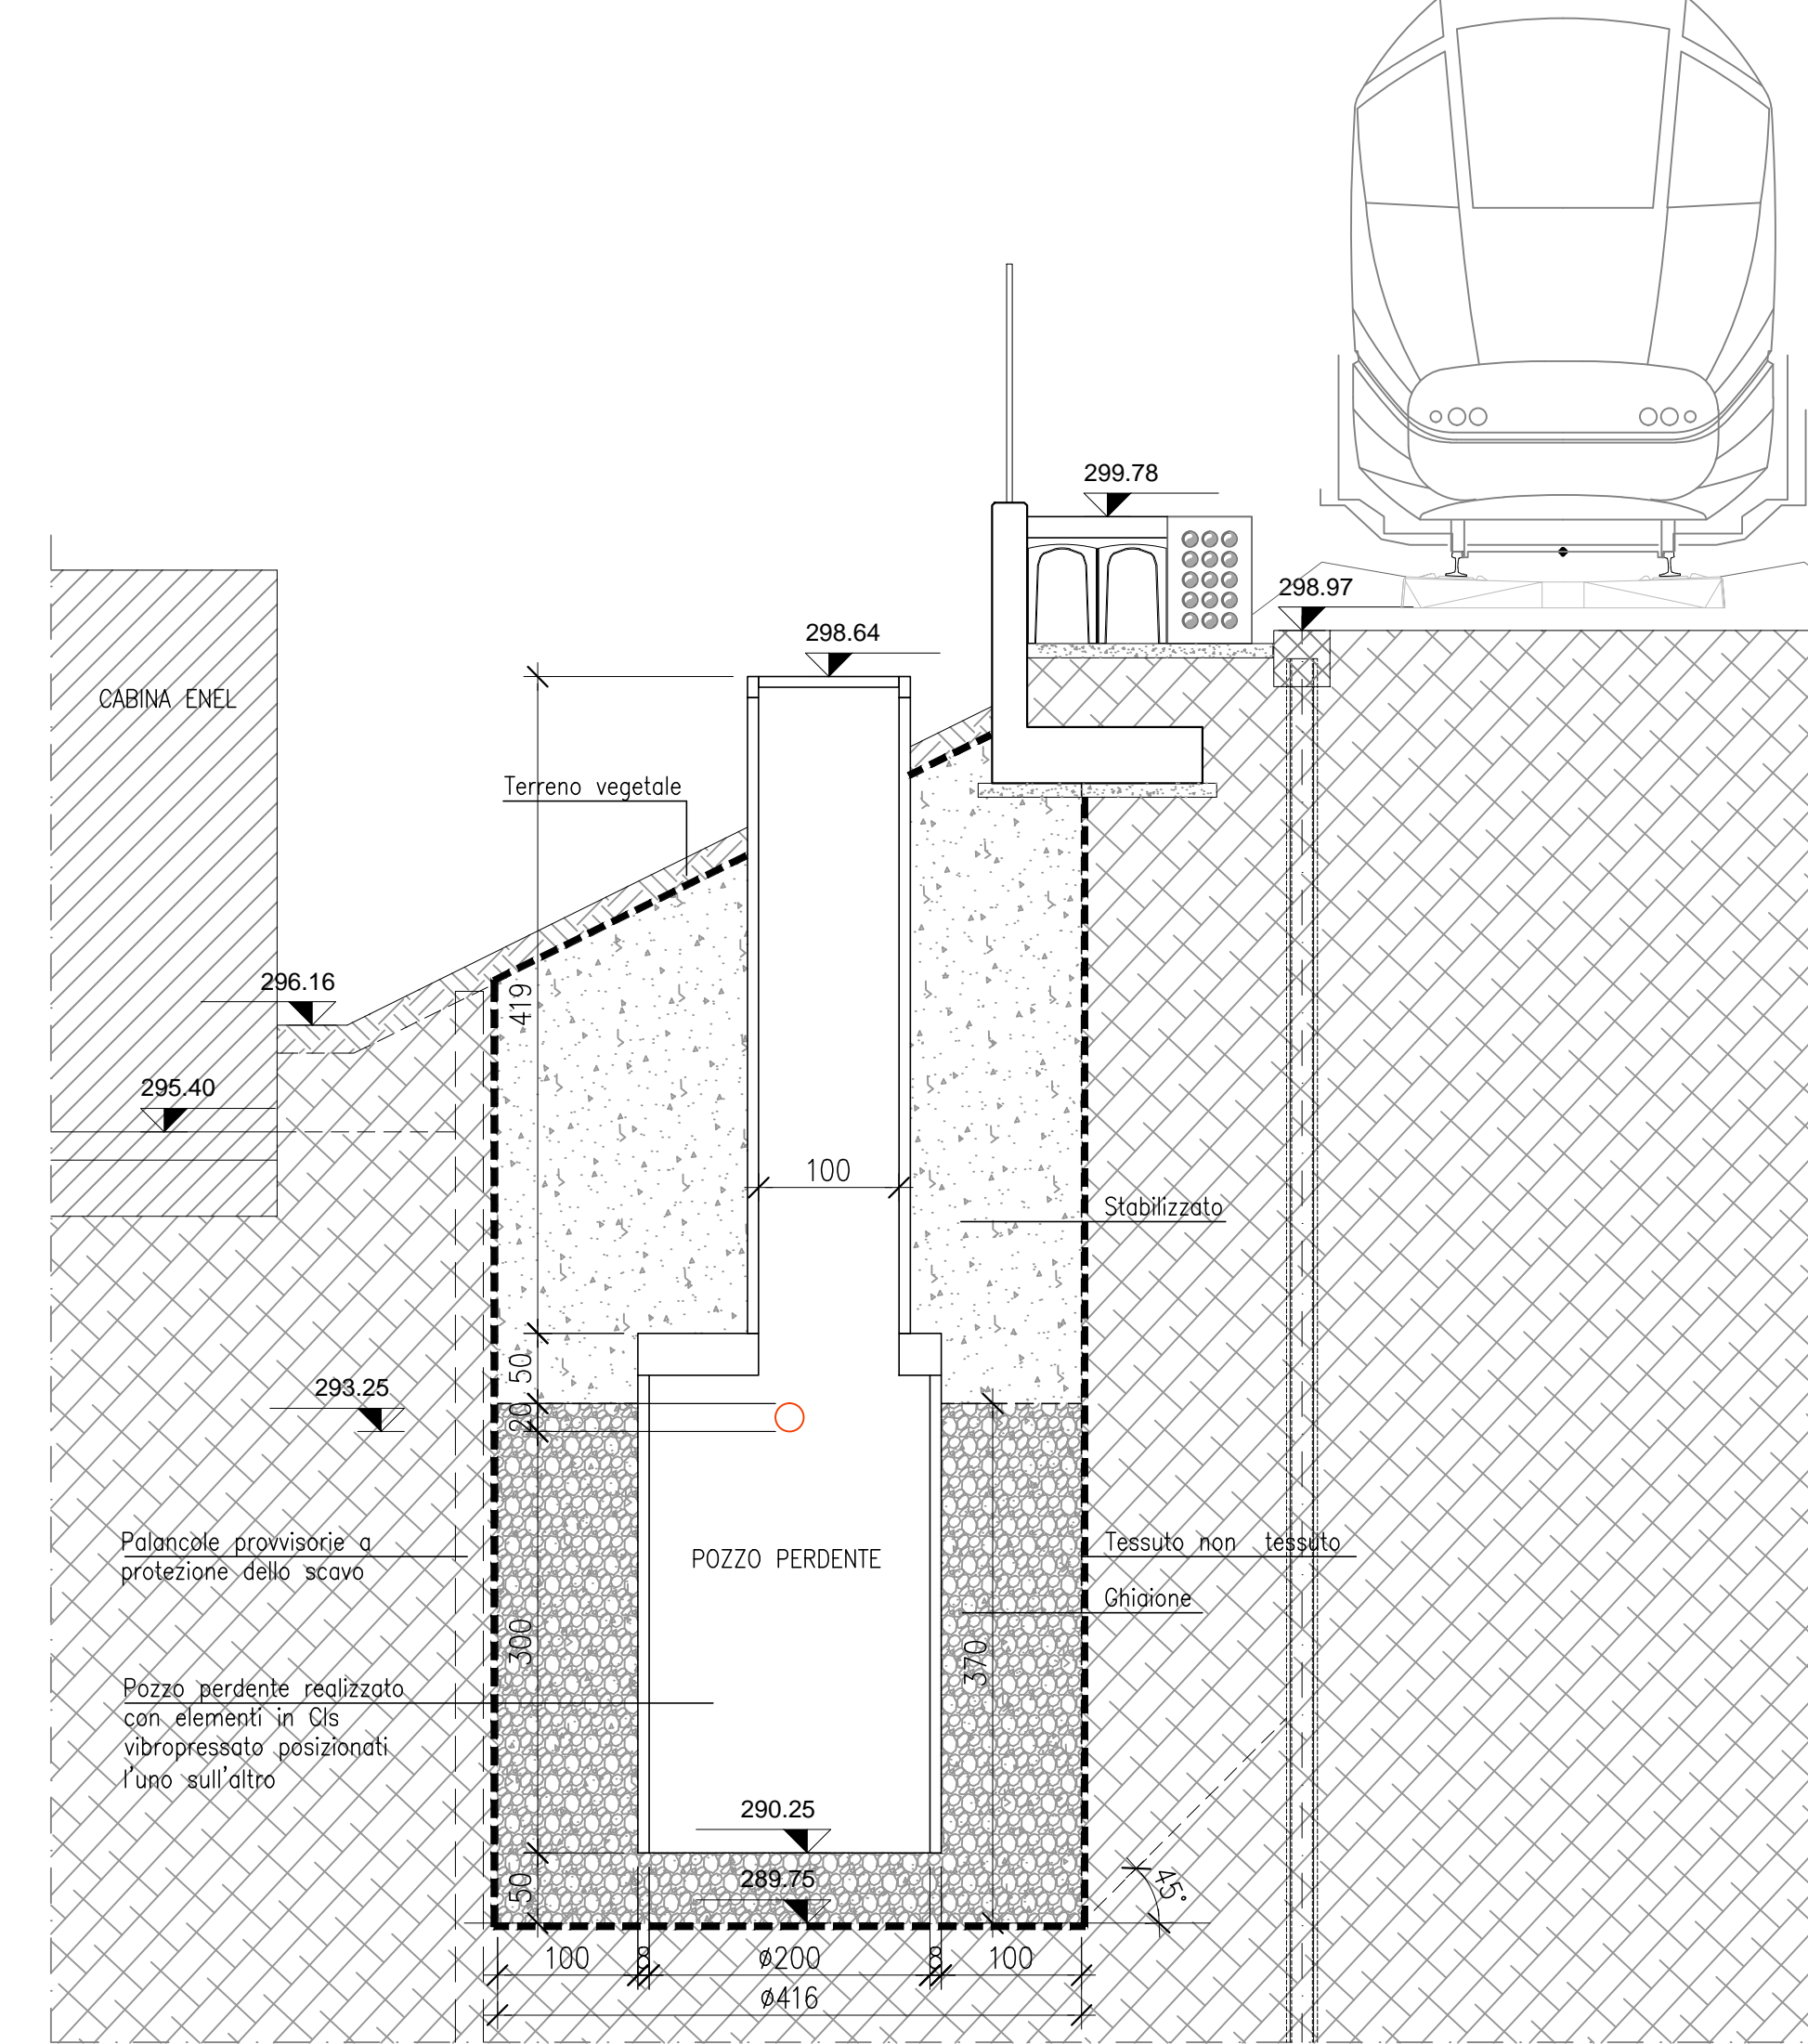 299.78
298.97
298.64
CABINA ENEL
Terreno vegetale
296.16
419
295.40
100
Stabilizzato
50
293.25
20
Palancole provvisorie a
protezione dello scavo
POZZO PERDENTE
Tessuto non tessuto
Ghiaione
300
370
Pozzo perdente realizzato
con elementi in Cls
vibropressato posizionati
l'uno sull'altro
290.25
289.75
50
45°
100
8
ø200
8
100
ø416